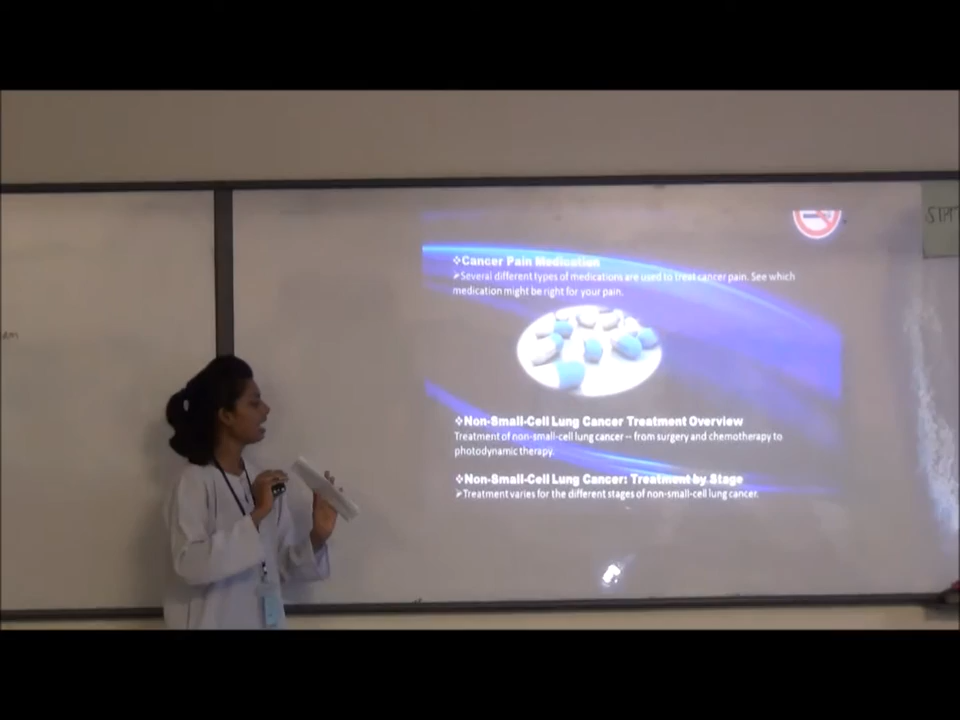 ❖Cancer Pain Medication
➢Several different types of medications are used to treat cancer pain. See which
medication might be right for your pain.
❖Non-Small-Cell Lung Cancer Treatment Overview
Treatment of non-small-cell lung cancer -- from surgery and chemotherapy to
photodynamic therapy.
❖Non-Small-Cell Lung Cancer: Treatment by Stage
➢Treatment varies for the different stages of non-small-cell lung cancer.